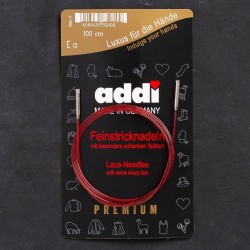 Luxus für die Hände
Indulge your hands
100 cm
addi
MADE IN GERMANY
Feinstricknadeln
mit besonders schlanken Spitzen
Lace-Needles
with extra sharp tips
PREMIUM